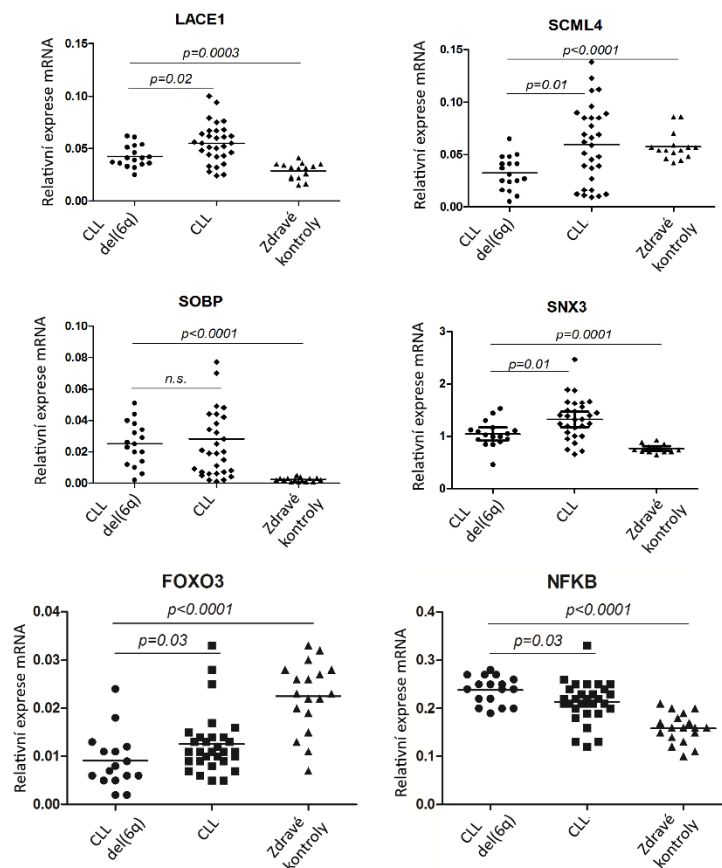 LACE1
Relativní exprese mRNA
0.15
0.10
0.05
0.00
p=0.0003
p=0.02
CLL
del(6q)
CLL
Zdravé
kontroly
SCML4
Relativní exprese mRNA
0.15
0.10
0.05
0.00
p<0.0001
p=0.01
CLL
del(6q)
CLL
Zdravé
kontroly
SOBP
Relativní exprese mRNA
0.10
0.08
0.06
0.04
0.02
0.00
p<0.0001
n.s.
CLL
del(6q)
CLL
Zdravé
kontroly
SNX3
Relativní exprese mRNA
3
2
1
0
p=0.0001
p=0.01
CLL
del(6q)
CLL
Zdravé
kontroly
FOXO3
Relativní exprese mRNA
0.04
0.03
0.02
0.01
0.00
p<0.0001
p=0.03
CLL
del(6q)
CLL
Zdravé
kontroly
NFKB
Relativní exprese mRNA
0.4
0.3
0.2
0.1
0.0
p<0.0001
p=0.03
CLL
del(6q)
CLL
Zdravé
kontroly